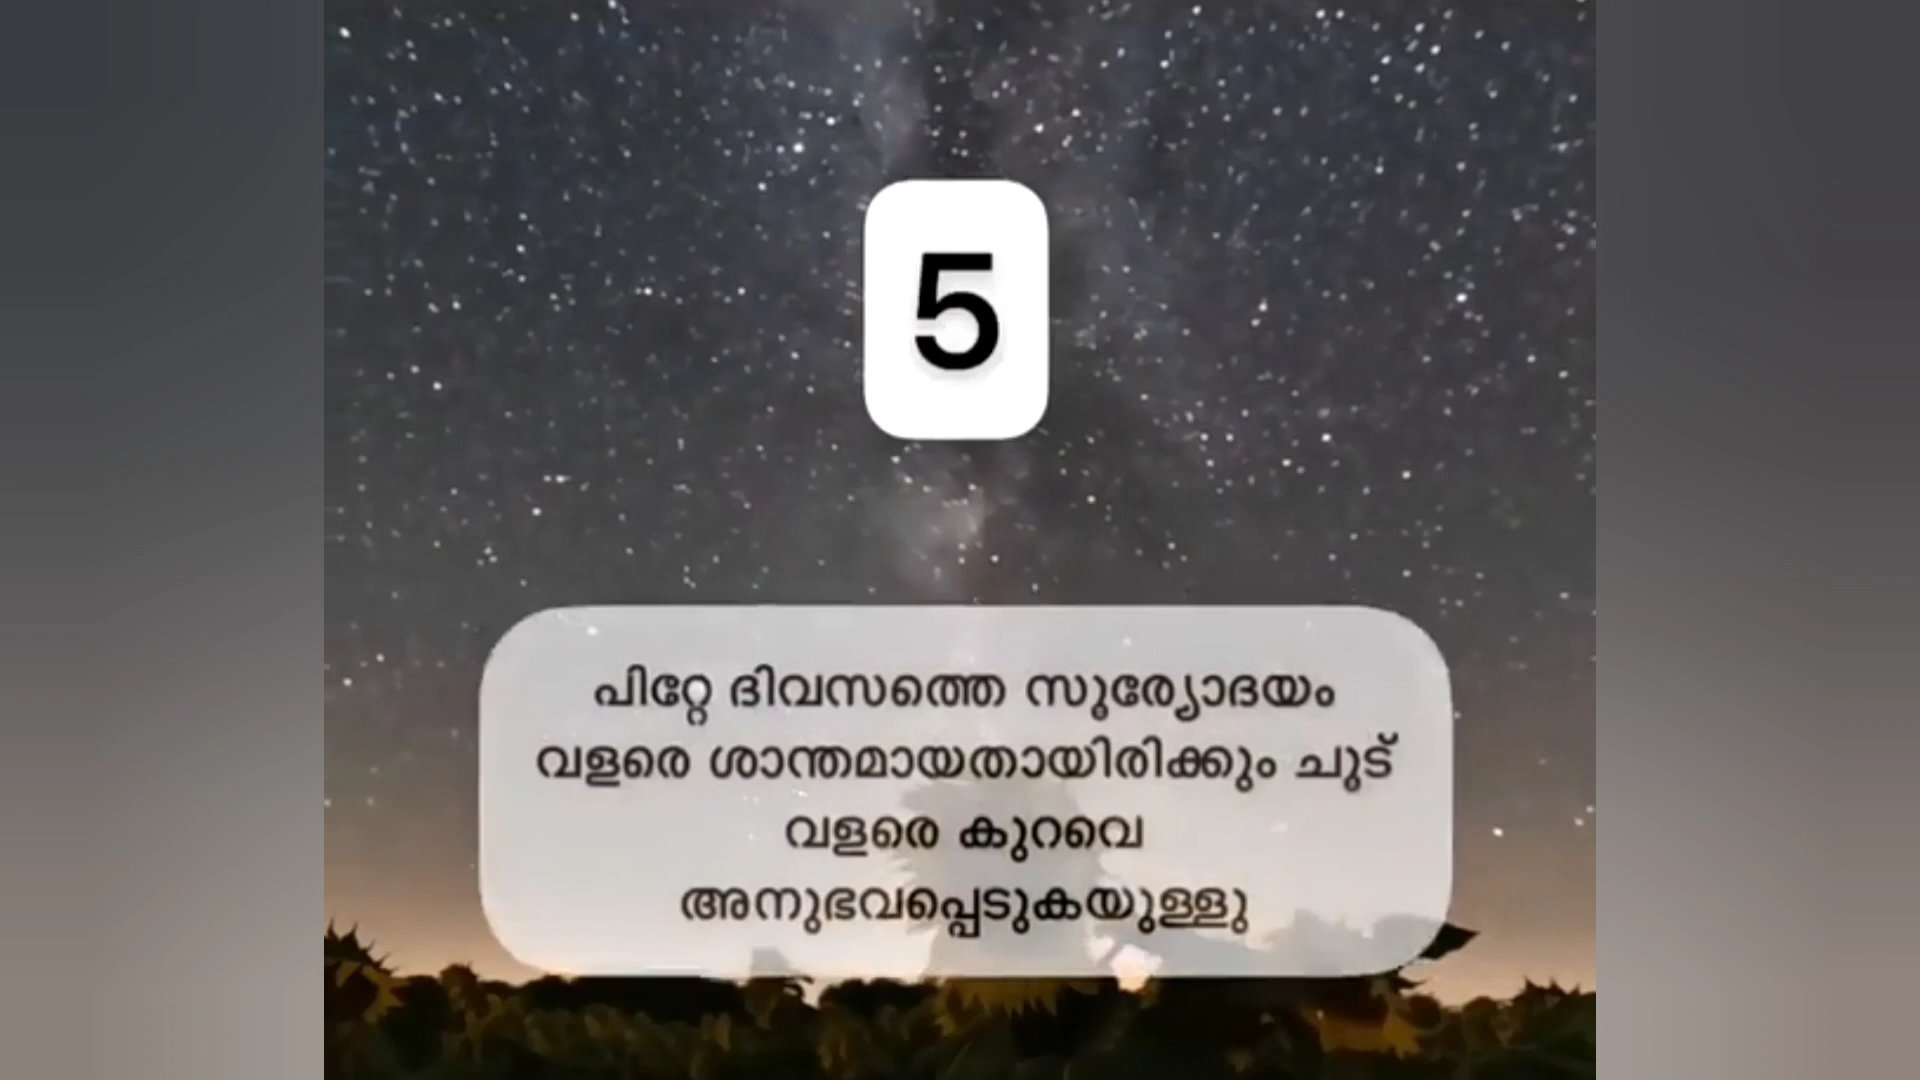 5
പിറ്റേ ദിവസത്തെ സൂര്യോദയം
വളരെ ശാന്തമായതായിരിക്കും ചുട്
വളരെ കുറവെ
അനുഭവപ്പെടുകയുള്ളു